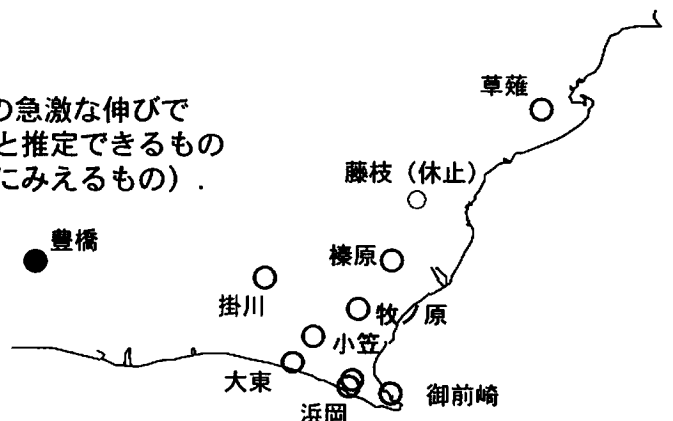 の急激な伸びで
と推定できるもの
にみえるもの）．
草薙
藤枝（休止）
豊橋
榛原
掛川
牧ノ原
小笠
大東
浜岡
御前崎